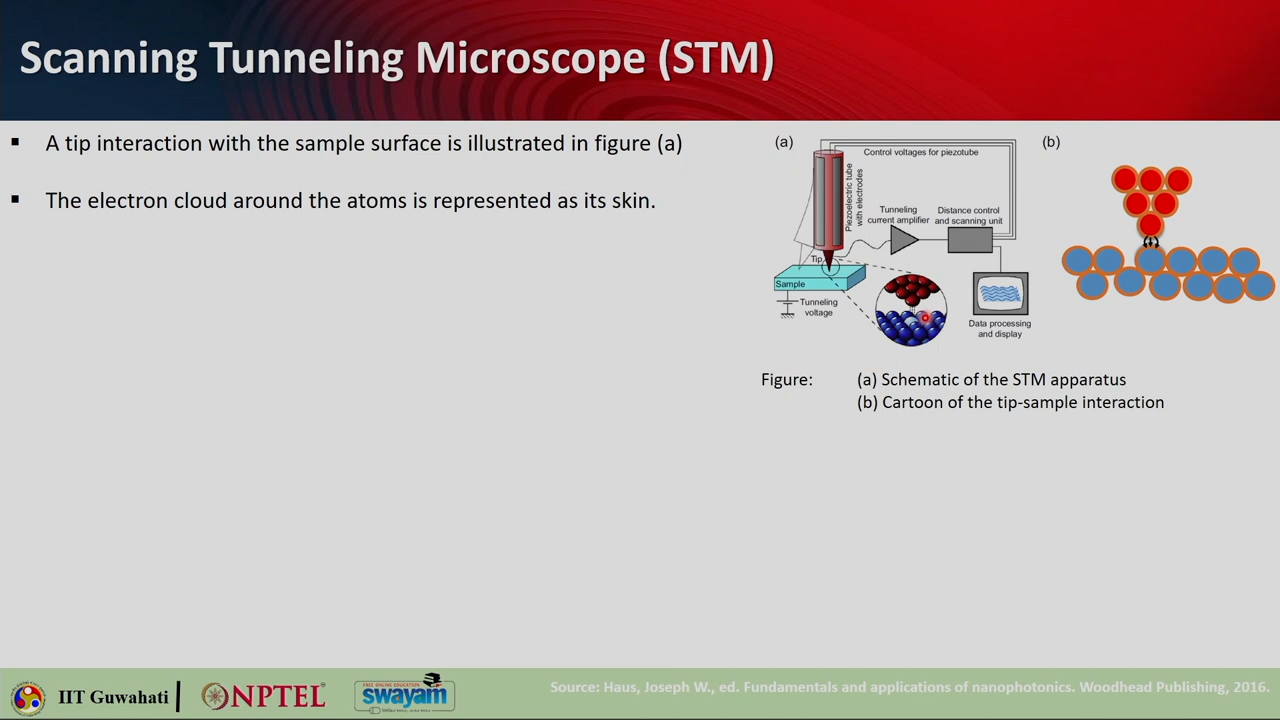 Scanning Tunneling Microscope (STM)
▪ A tip interaction with the sample surface is illustrated in figure (a)
▪ The electron cloud around the atoms is represented as its skin.
(a)
Control voltages for piezotube
Piezoelectric tube
with electrodes
Tunneling
current amplifier
Distance control
and scanning unit
Tip
Sample
Tunneling
voltage
Data processing
and display
(b)
Figure: (a) Schematic of the STM apparatus
(b) Cartoon of the tip-sample interaction
IIT Guwahati
NPTEL
FREE ONLINE EDUCATION
swayam
Source: Haus, Joseph W., ed. Fundamentals and applications of nanophotonics. Woodhead Publishing, 2016.